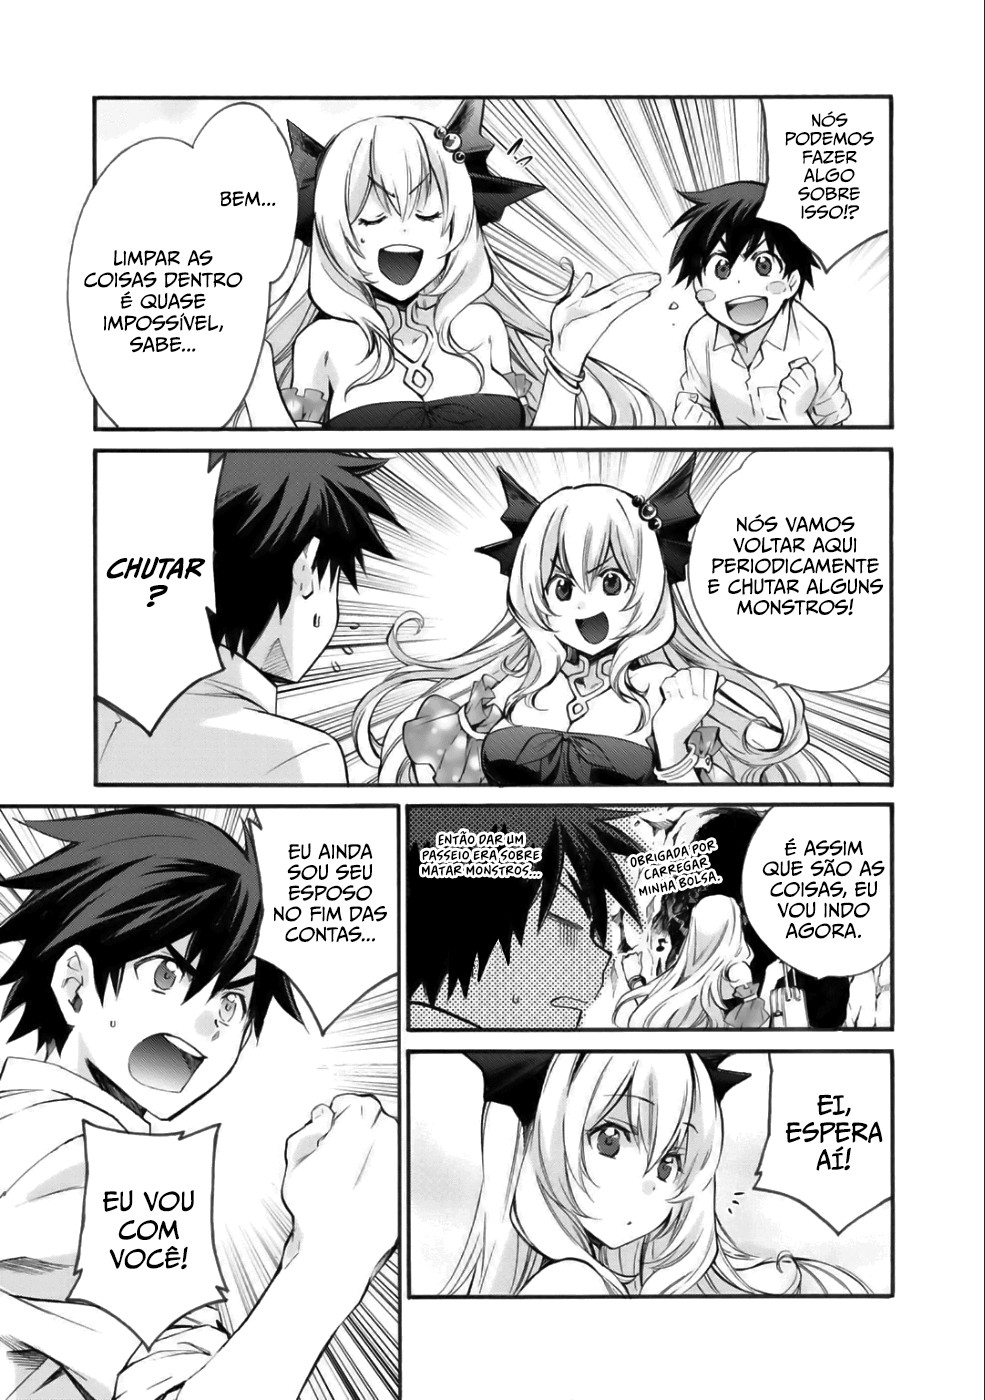 NÓS
PODEMOS
FAZER
ALGO
SOBRE
ISSO!?
BEM...
LIMPAR AS
COISAS DENTRO
É QUASE
IMPOSSÍVEL,
SABE...
NÓS VAMOS
VOLTAR AQUI
PERIODICAMENTE
E CHUTAR ALGUNS
MONSTROS!
CHUTAR
?
É ASSIM
QUE SÃO AS
COISAS, EU
VOU INDO
AGORA.
OBRIGADA POR
CARREGAR
MINHA BOLSA.
ENTÃO DAR UM
PASSEIO ERA SOBRE
MATAR MONSTROS...
EI,
ESPERA
AÍ!
EU AINDA
SOU SEU
ESPOSO
NO FIM DAS
CONTAS...
EU VOU
COM
VOCÊ!